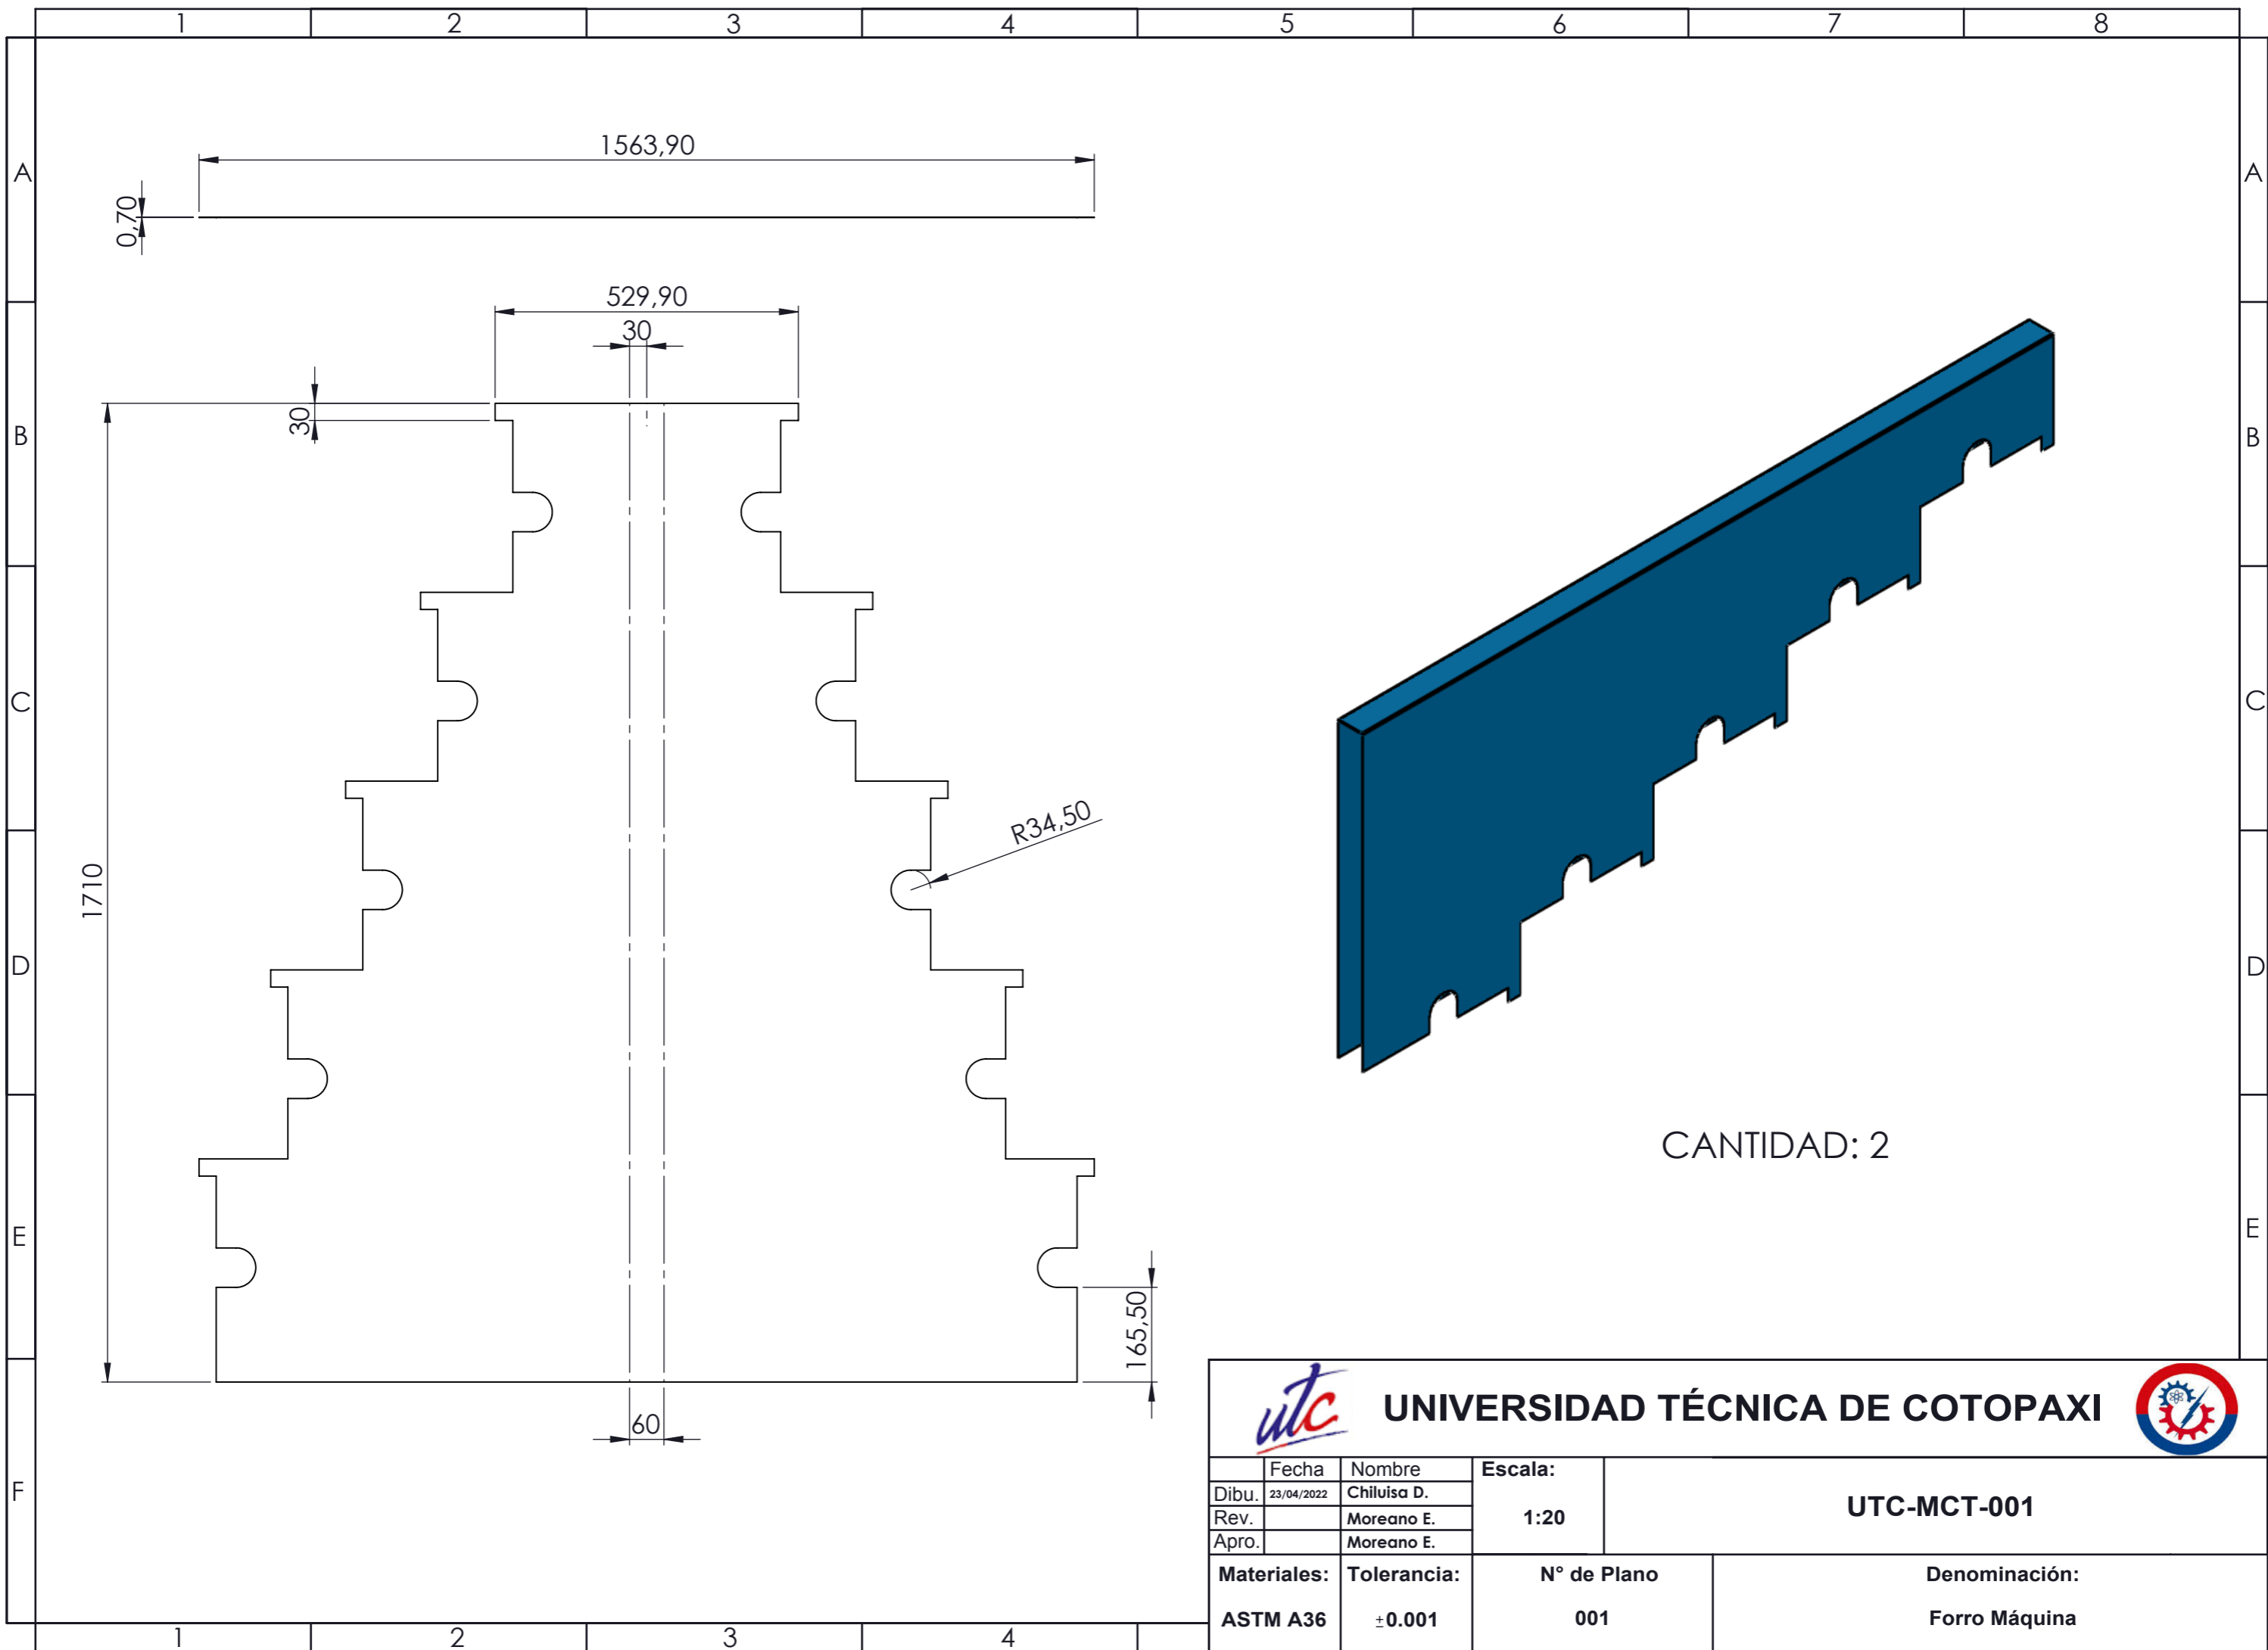 1 2 3 4 5 6 7 8
A A
1563,90
0,70
529,90
30
30
B B
C C
R34,50
1710
D D
CANTIDAD: 2
E E
165,50
60
F
utc UNIVERSIDAD TÉCNICA DE COTOPAXI
Fecha Nombre Escala:
Dibu. 23/04/2022 Chiluisa D.
Rev. Moreano E. 1:20 UTC-MCT-001
Apro. Moreano E.
Materiales: Tolerancia: N° de Plano Denominación:
ASTM A36 ±0.001 001 Forro Máquina
1 2 3 4